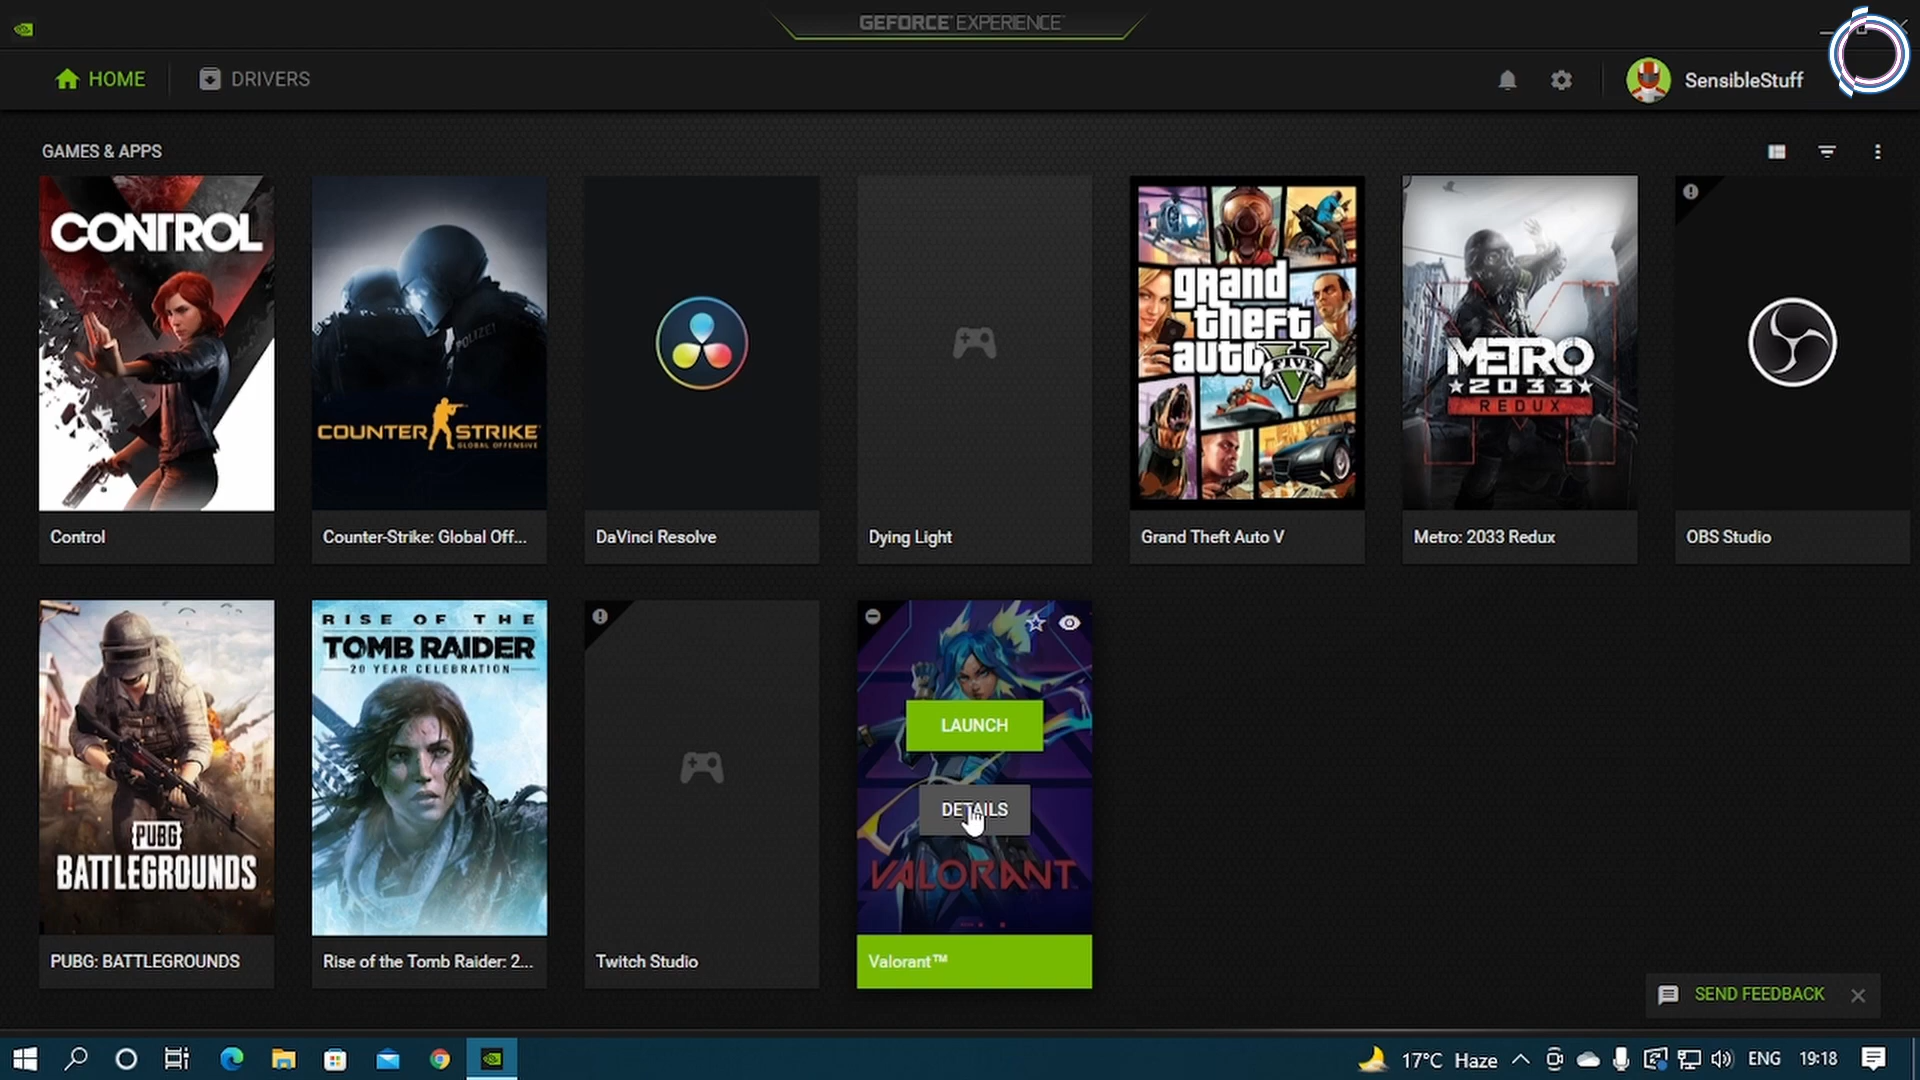 GEFORCE EXPERIENCE
HOME
DRIVERS
SensibleStuff
GAMES & APPS
CONTROL
POLIZEI
COUNTER STRIKE
GLOBAL OFFENSIVE
grand
theft
auto
FIVE
METRO
2033
REDUX
Control
Counter-Strike: Global Off...
DaVinci Resolve
Dying Light
Grand Theft Auto V
Metro: 2033 Redux
OBS Studio
PUBG
BATTLEGROUNDS
RISE OF THE
TOMB RAIDER
20 YEAR CELEBRATION
LAUNCH
DETAILS
VALORANT
PUBG: BATTLEGROUNDS
Rise of the Tomb Raider: 2...
Twitch Studio
Valorant™
SEND FEEDBACK
17°C Haze
ENG
19:18